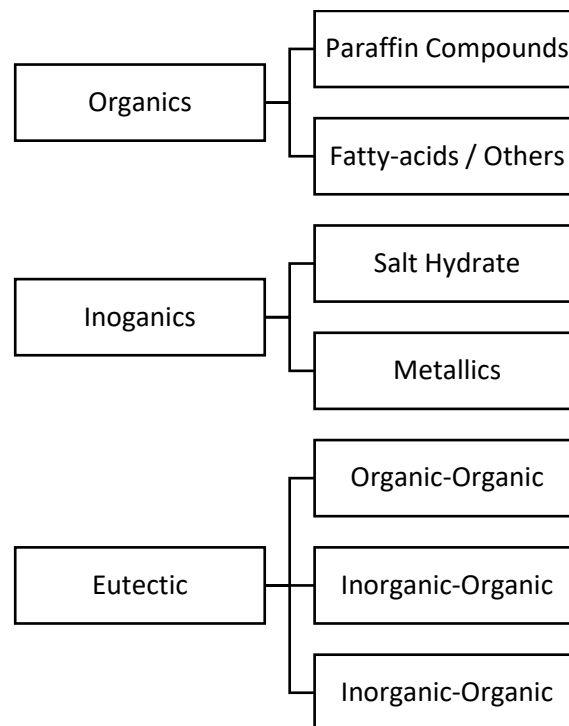 Organics
Paraffin Compounds
Fatty-acids / Others
Inoganics
Salt Hydrate
Metallics
Eutectic
Organic-Organic
Inorganic-Organic
Inorganic-Organic